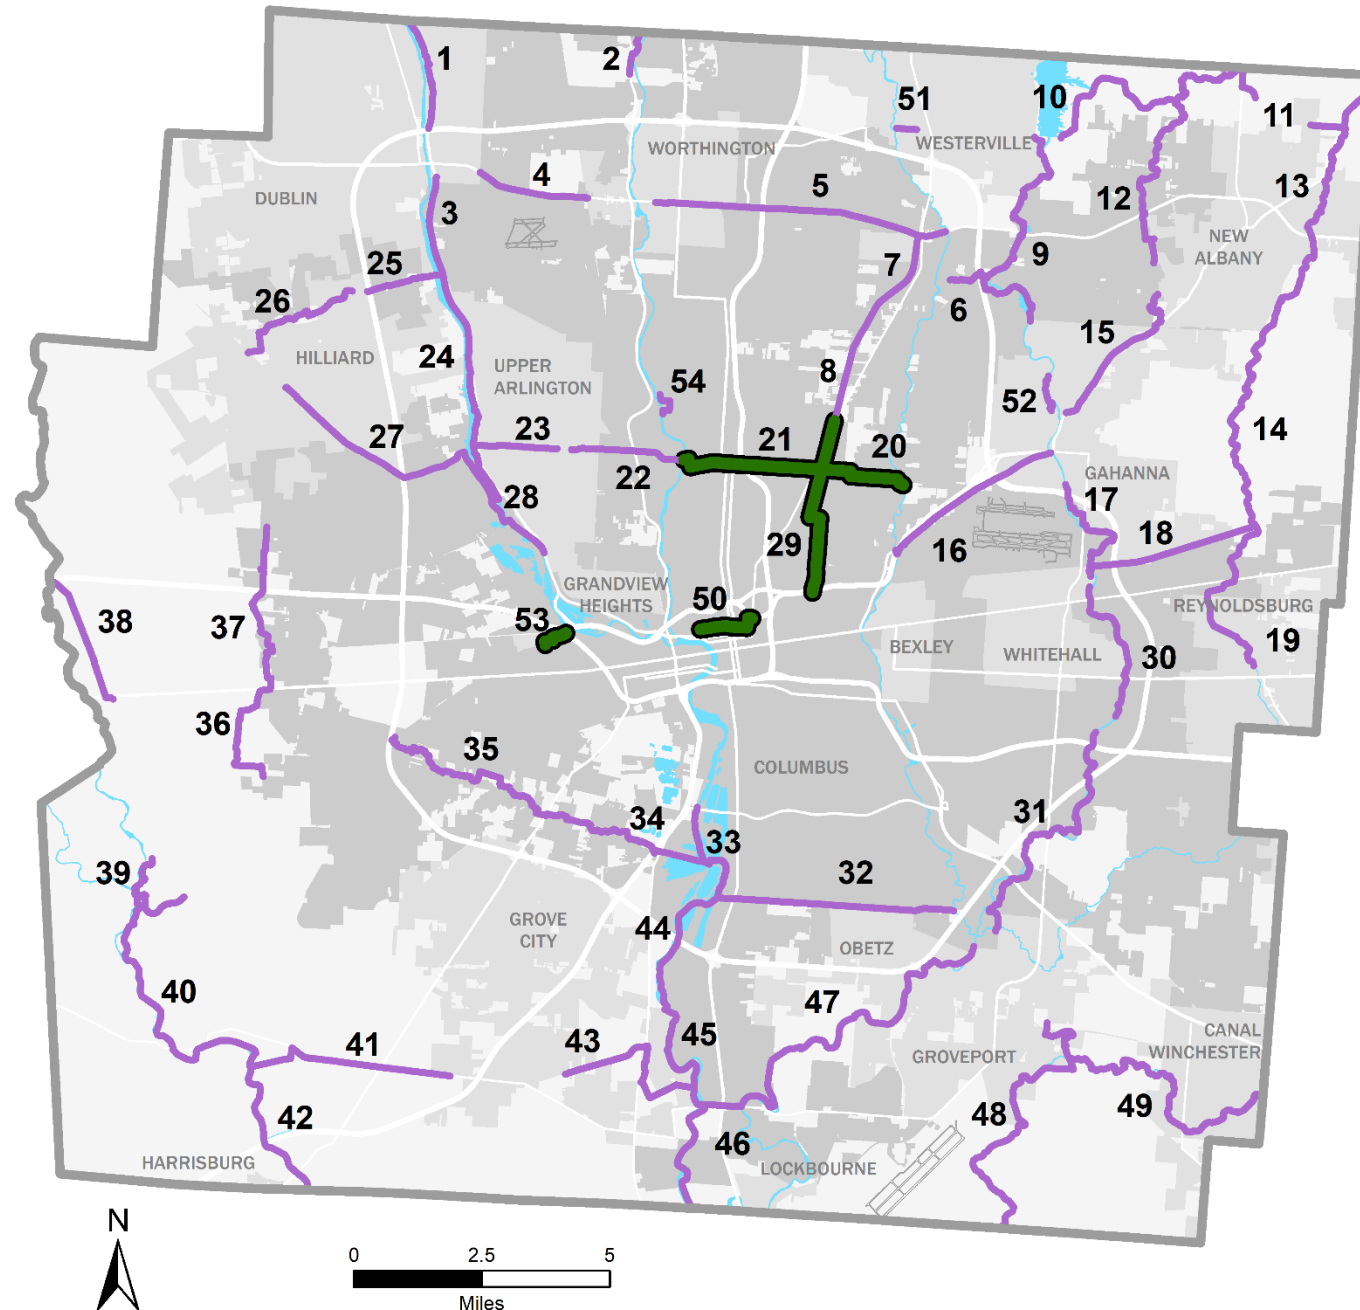 1
2
51
10
11
WORTHINGTON
WESTERVILLE
4
5
12
13
DUBLIN
3
7
9
NEW
ALBANY
25
6
26
15
HILLIARD
24
UPPER
ARLINGTON
54
8
52
27
23
21
20
14
22
GAHANNA
28
17
29
16
18
GRANDVIEW
HEIGHTS
50
REYNOLDSBURG
38
37
53
BEXLEY
WHITEHALL
30
19
36
35
COLUMBUS
34
33
31
39
32
GROVE
CITY
44
OBETZ
40
47
41
43
45
GROVEPORT
CANAL
WINCHESTER
42
48
49
46
HARRISBURG
LOCKBOURNE
N
0 2.5 5
Miles